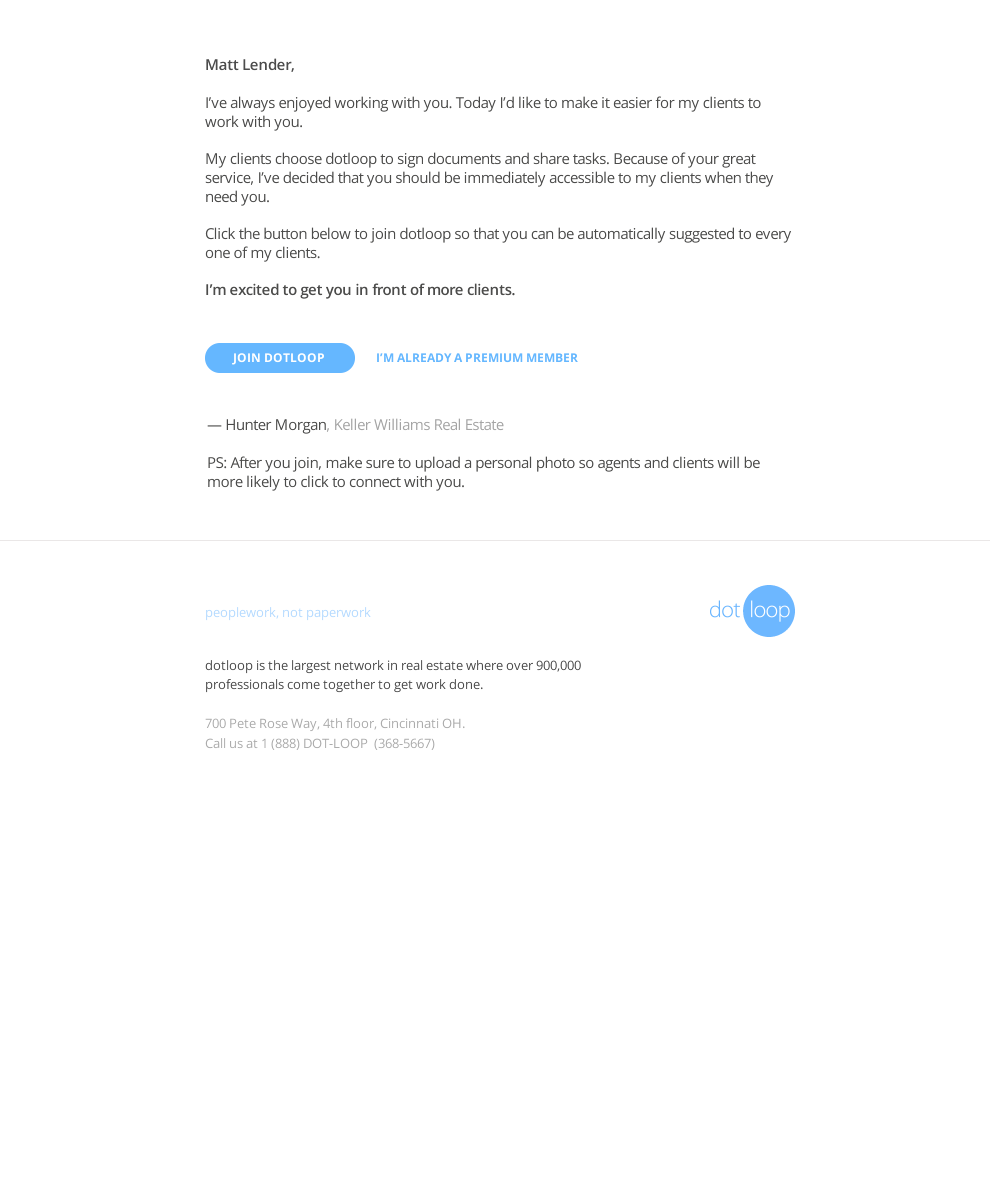 Matt Lender,
I’ve always enjoyed working with you. Today I’d like to make it easier for my clients to
work with you.
My clients choose dotloop to sign documents and share tasks. Because of your great
service, I’ve decided that you should be immediately accessible to my clients when they
need you.
Click the button below to join dotloop so that you can be automatically suggested to every
one of my clients.
I’m excited to get you in front of more clients.
JOIN DOTLOOP I’M ALREADY A PREMIUM MEMBER
— Hunter Morgan, Keller Williams Real Estate
PS: After you join, make sure to upload a personal photo so agents and clients will be
more likely to click to connect with you.
peoplework, not paperwork
dot loop
dotloop is the largest network in real estate where over 900,000
professionals come together to get work done.
700 Pete Rose Way, 4th floor, Cincinnati OH.
Call us at 1 (888) DOT-LOOP (368-5667)